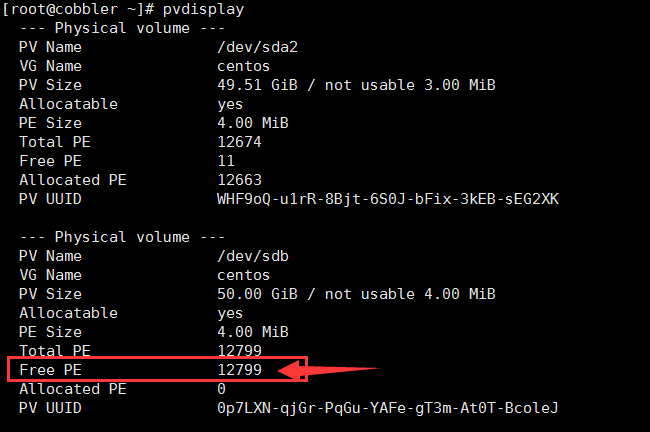 [root@cobbler ~]# pvdisplay
--- Physical volume ---
PV Name /dev/sda2
VG Name centos
PV Size 49.51 GiB / not usable 3.00 MiB
Allocatable yes
PE Size 4.00 MiB
Total PE 12674
Free PE 11
Allocated PE 12663
PV UUID WHF9oQ-u1rR-8Bjt-6S0J-bFix-3kEB-sEG2XK
--- Physical volume ---
PV Name /dev/sdb
VG Name centos
PV Size 50.00 GiB / not usable 4.00 MiB
Allocatable yes
PE Size 4.00 MiB
Total PE 12799
Free PE 12799
Allocated PE 0
PV UUID 0p7LXN-qjGr-PqGu-YAFe-gT3m-At0T-BcoleJ